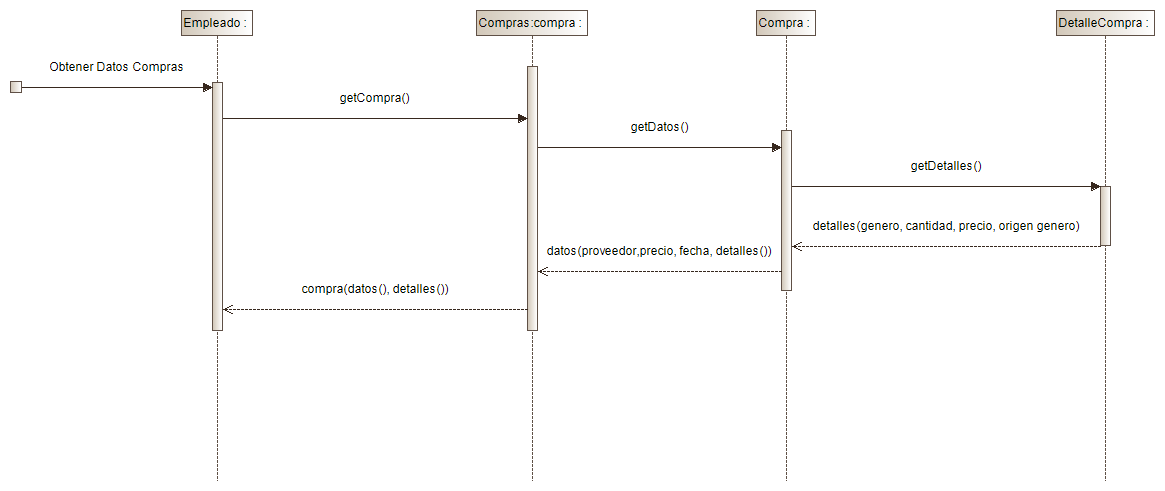 Empleado :
Compras:compra :
Compra :
DetalleCompra :
Obtener Datos Compras
getCompra()
getDatos()
getDetalles()
detalles(genero, cantidad, precio, origen genero)
datos(proveedor,precio, fecha, detalles())
compra(datos(), detalles())